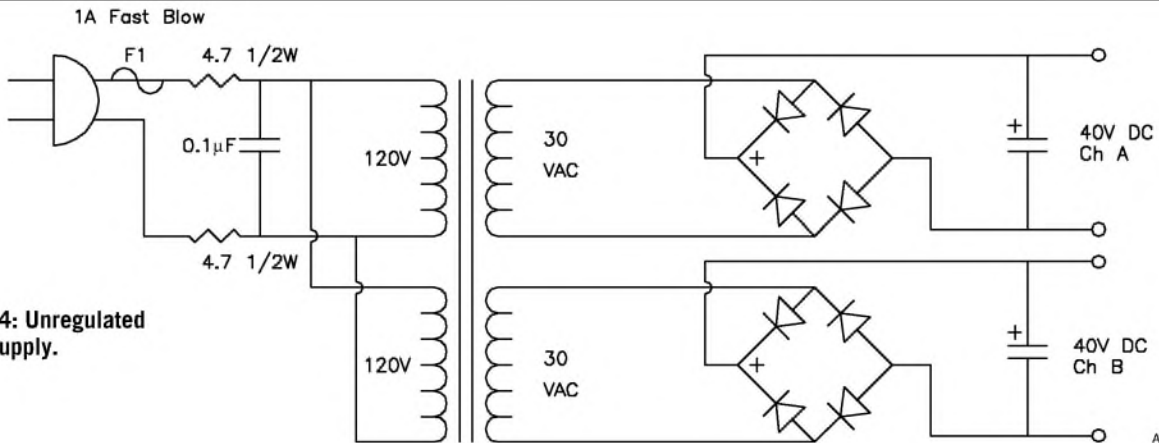 1A Fast Blow
F1
4.7 1/2W
0.1µF
4.7 1/2W
120V
30
VAC
+
+
40V DC
Ch A
4: Unregulated
upply.
120V
30
VAC
+
+
40V DC
Ch B
A